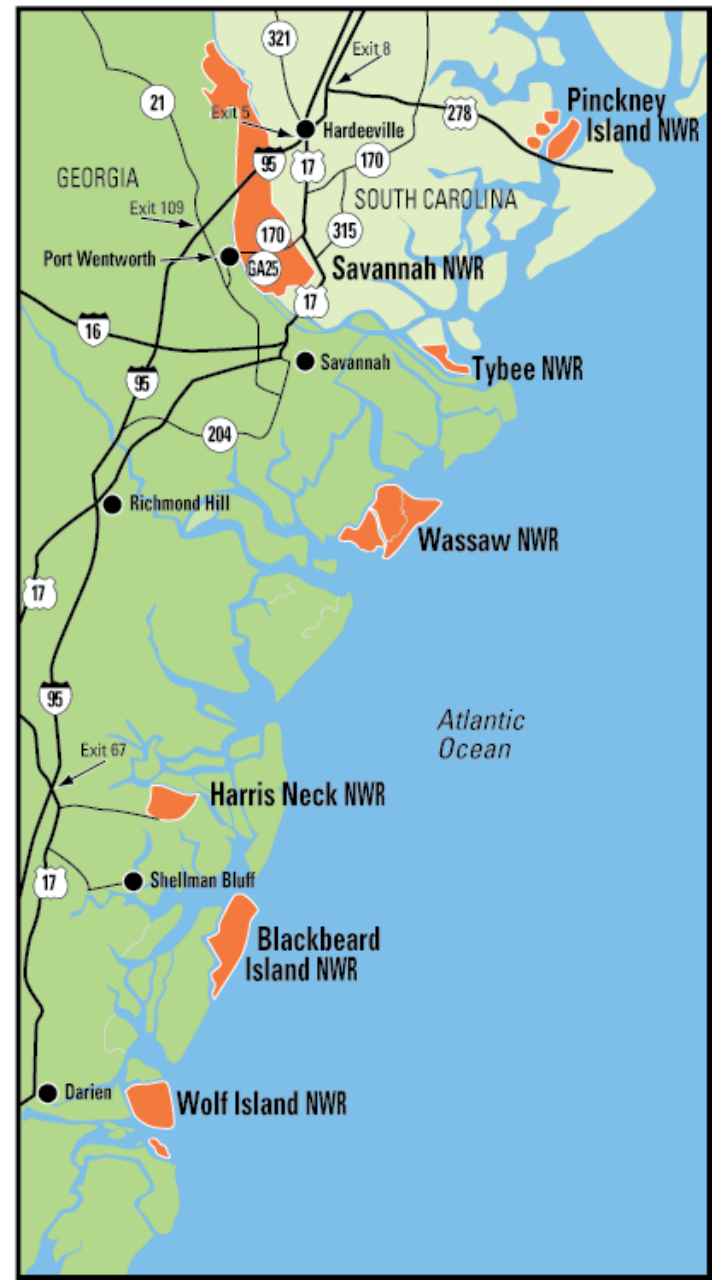 321
Exit 8
21
278
Pinckney
Island NWR
Exit 5
Hardeeville
95
17
170
GEORGIA
SOUTH CAROLINA
Exit 109
170
315
Port Wentworth
GA25
Savannah NWR
17
16
Savannah
Tybee NWR
95
204
Richmond Hill
Wassaw NWR
17
95
Atlantic
Ocean
Exit 67
Harris Neck NWR
17
Shellman Bluff
Blackbeard
Island NWR
Darien
Wolf Island NWR